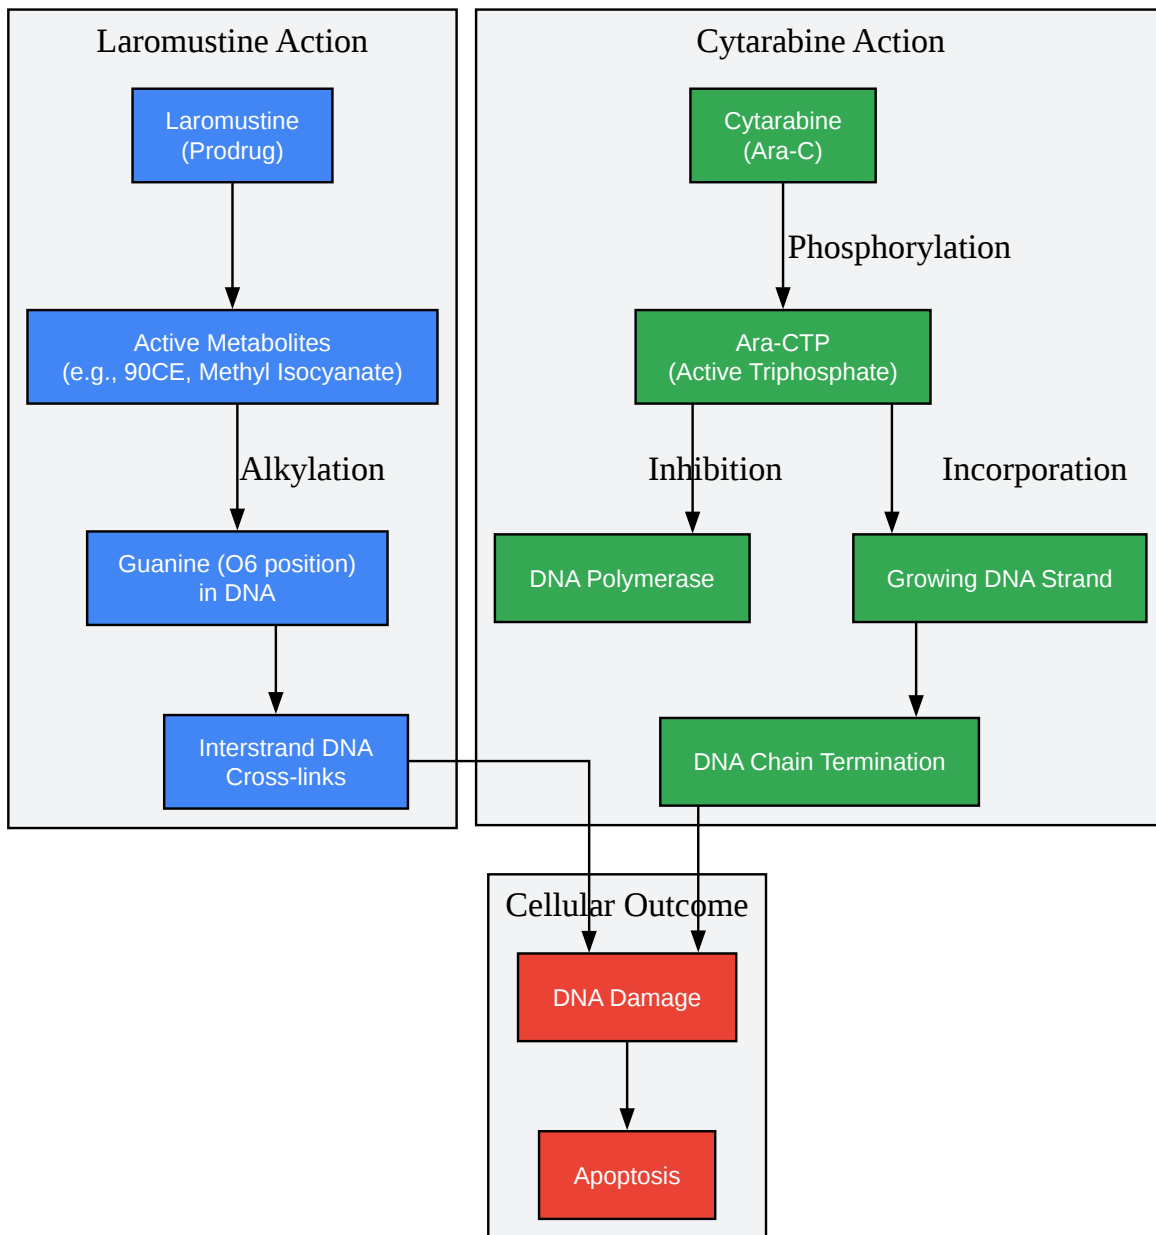 Laromustine Action
Laromustine
(Prodrug)
Active Metabolites
(e.g., 90CE, Methyl Isocyanate)
Alkylation
Guanine (O6 position)
in DNA
Interstrand DNA
Cross-links
Cytarabine Action
Cytarabine
(Ara-C)
Phosphorylation
Ara-CTP
(Active Triphosphate)
Inhibition
Incorporation
DNA Polymerase
Growing DNA Strand
DNA Chain Termination
Cellular Outcome
DNA Damage
Apoptosis